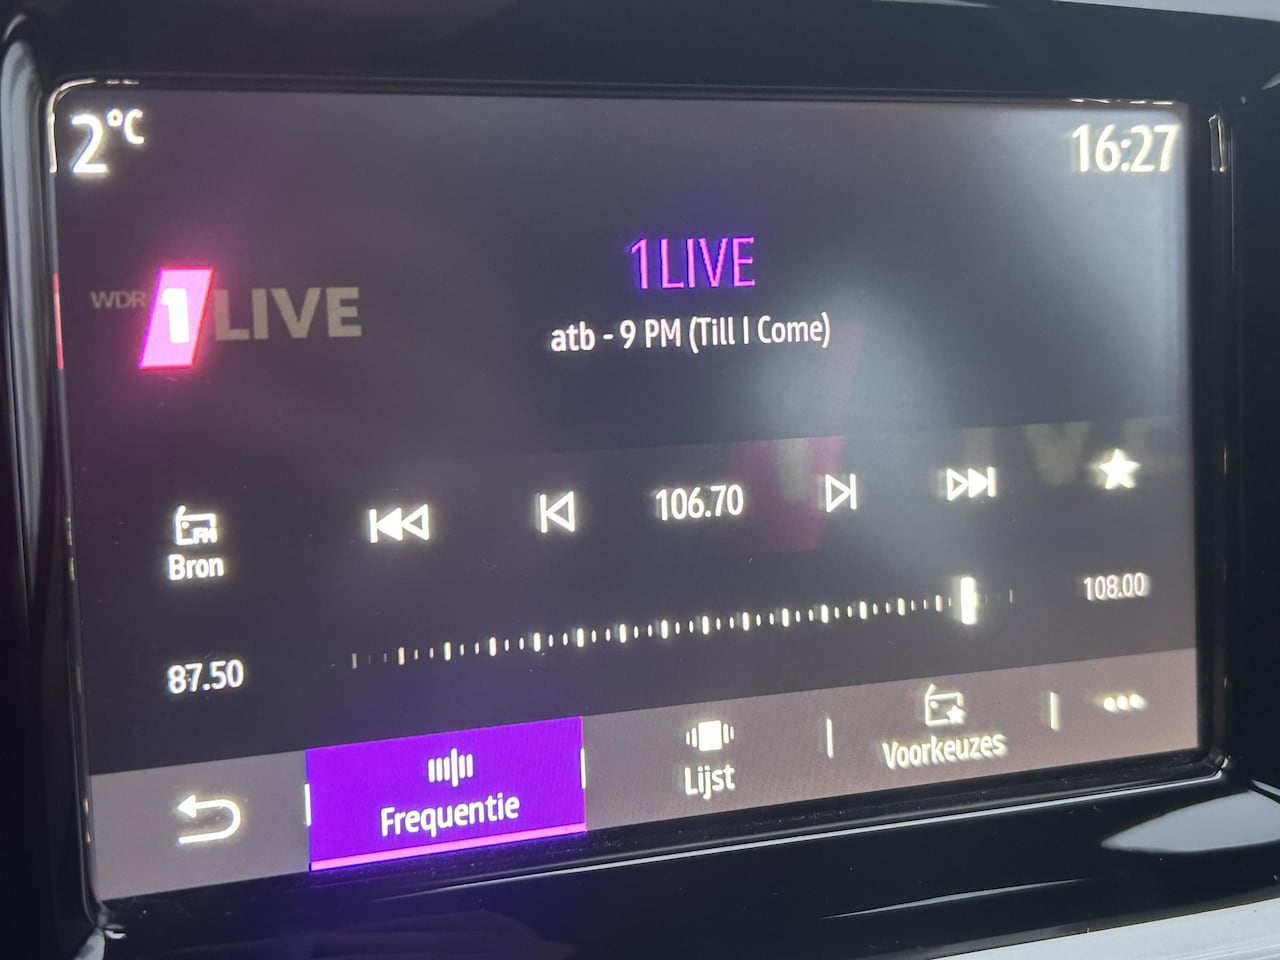 2°C
16:27
WDR 1LIVE
1LIVE
atb - 9 PM (Till I Come)
FM
Bron
106.70
87.50
108.00
Frequentie
Lijst
Voorkeuzes